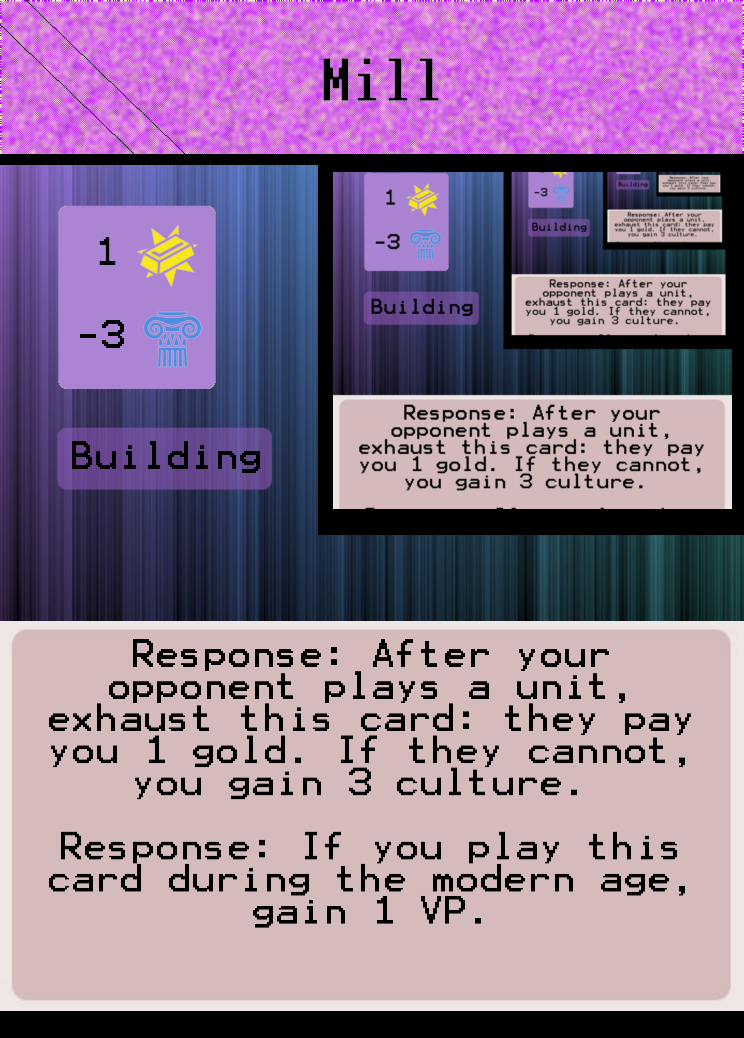 Mill
1
-3
Building
1
-3
Building
Response: After your
opponent plays a unit,
exhaust this card: they pay
you 1 gold. If they cannot,
you gain 3 culture.
-3
Building
Response: After your
opponent plays a unit,
exhaust this card: they pay
you 1 gold. If they cannot,
you gain 3 culture.
Building
Response: After your
opponent plays a unit,
exhaust this card: they pay
you 1 gold. If they cannot,
you gain 3 culture.
Response: After your
opponent plays a unit,
exhaust this card: they pay
you 1 gold. If they cannot,
you gain 3 culture.
Response: If you play this
card during the modern age,
gain 1 VP.